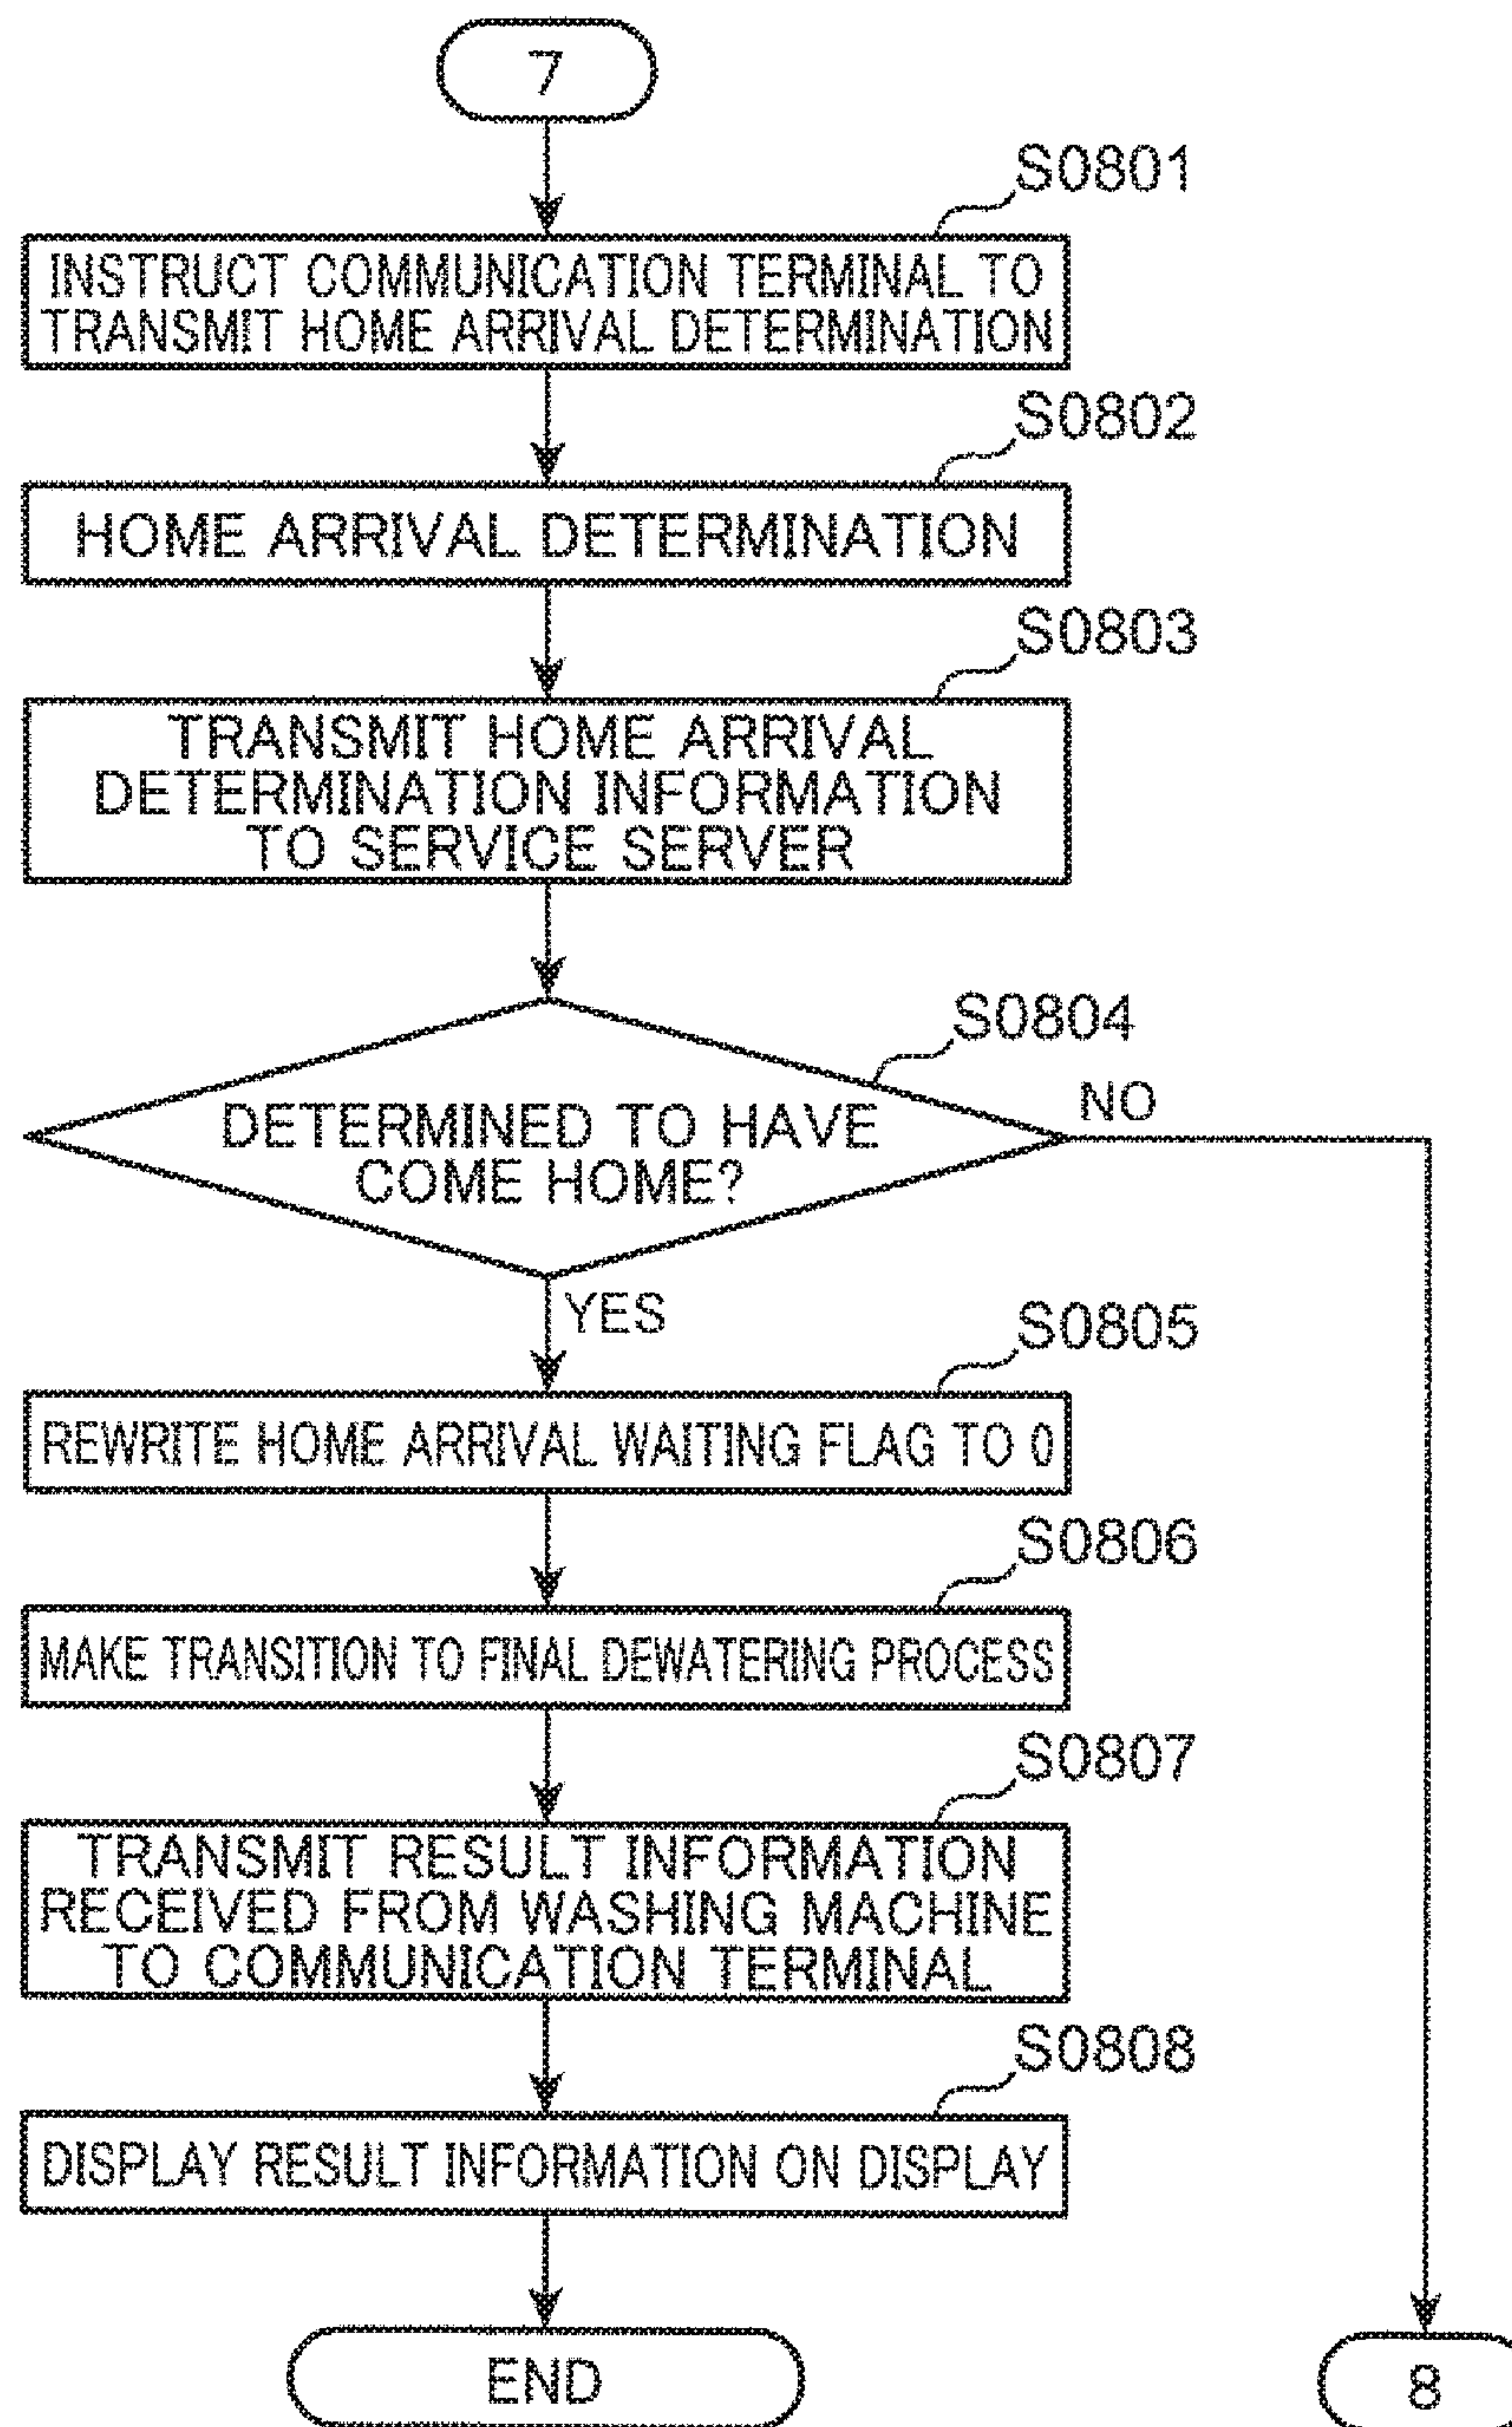 7
S0801
INSTRUCT COMMUNICATION TERMINAL TO
TRANSMIT HOME ARRIVAL DETERMINATION
S0802
HOME ARRIVAL DETERMINATION
S0803
TRANSMIT HOME ARRIVAL
DETERMINATION INFORMATION
TO SERVICE SERVER
S0804
DETERMINED TO HAVE
COME HOME?
NO
YES
S0805
REWRITE HOME ARRIVAL WAITING FLAG TO 0
S0806
MAKE TRANSITION TO FINAL DEWATERING PROCESS
S0807
TRANSMIT RESULT INFORMATION
RECEIVED FROM WASHING MACHINE
TO COMMUNICATION TERMINAL
S0808
DISPLAY RESULT INFORMATION ON DISPLAY
END
8